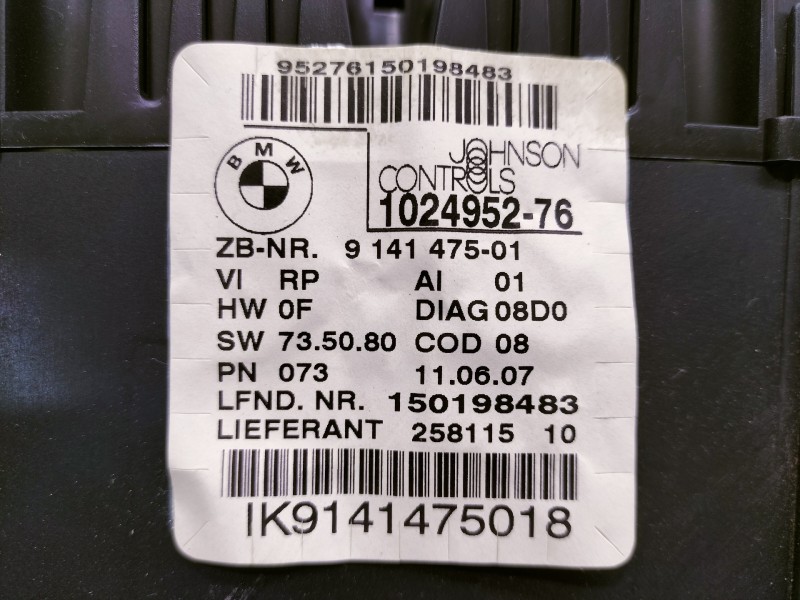 95276150198483
BMW
JOHNSON
CONTROLS
1024952-76
ZB-NR. 9 141 475-01
VI RP AI 01
HW 0F DIAG 08D0
SW 73.50.80 COD 08
PN 073 11.06.07
LFND. NR. 150198483
LIEFERANT 258115 10
IK9141475018